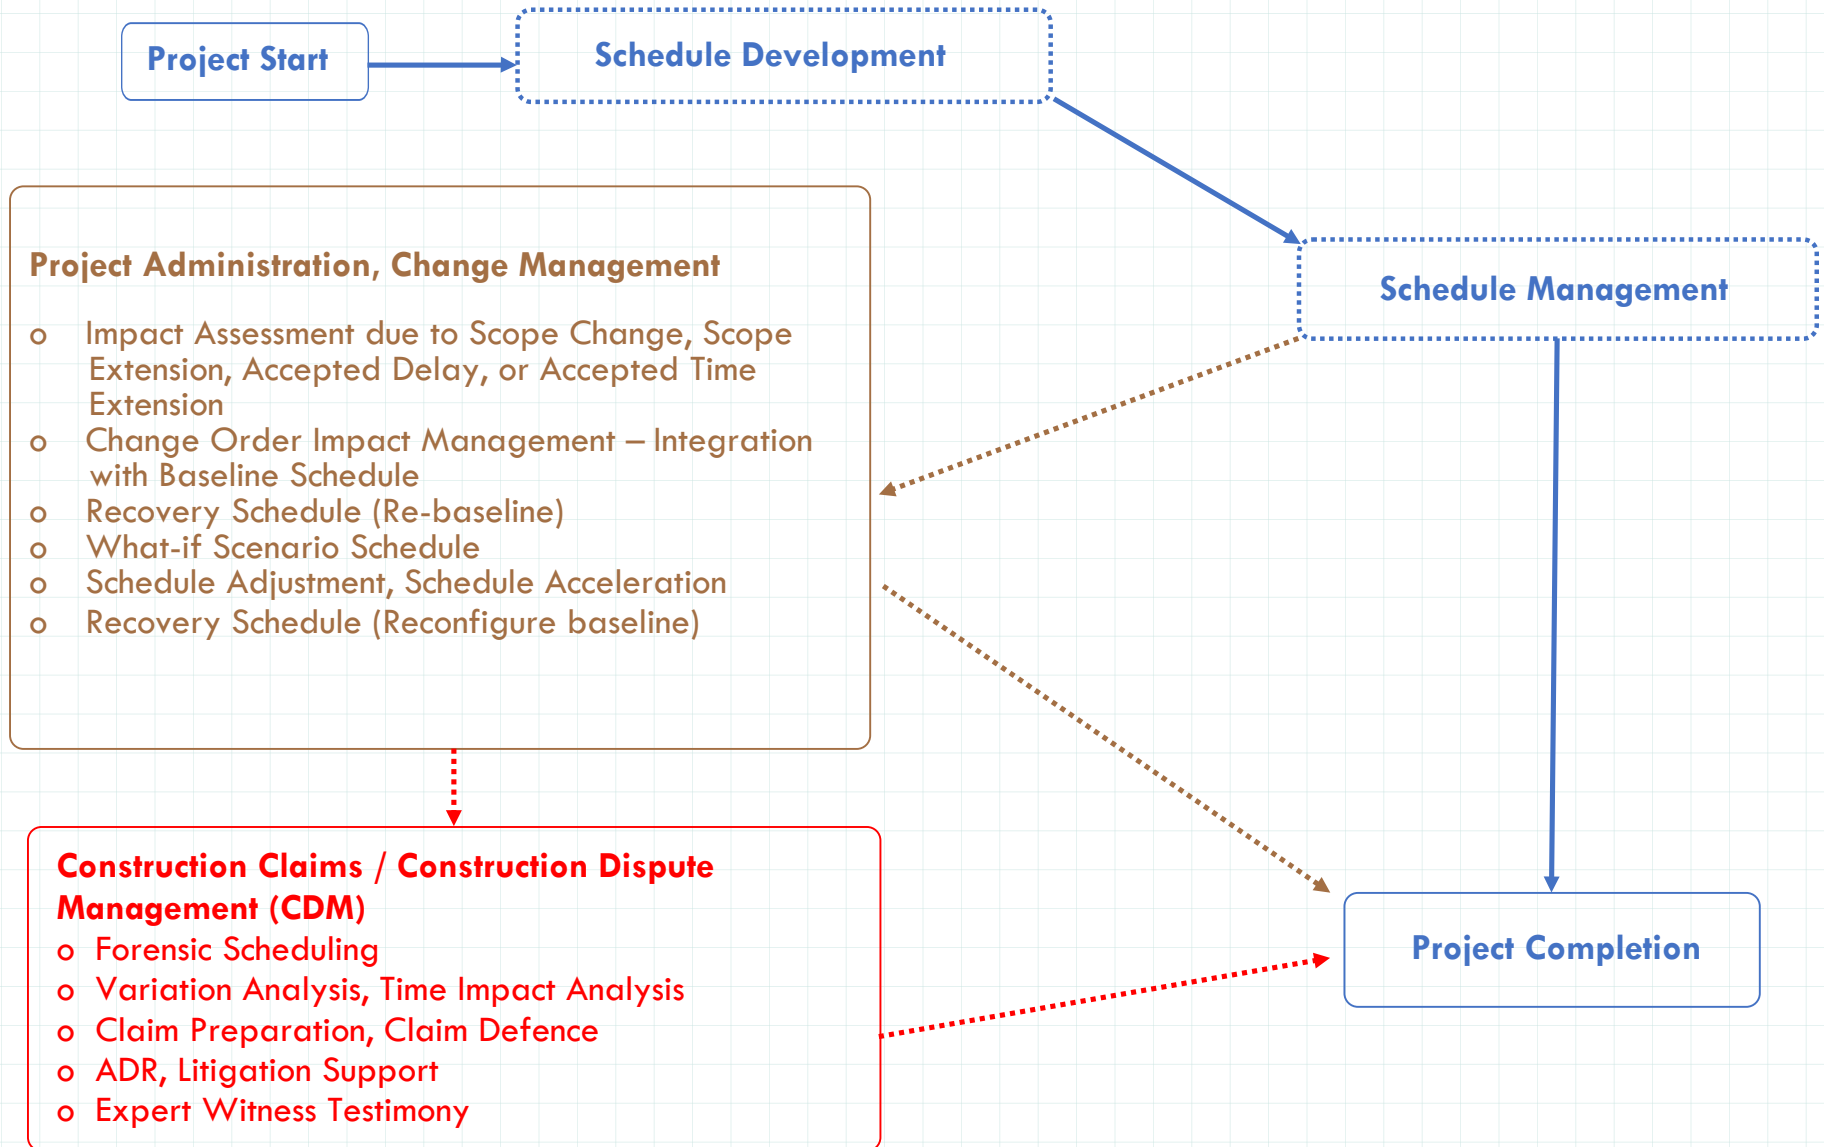 Project Start
Schedule Development
Schedule Management
Project Administration, Change Management
o Impact Assessment due to Scope Change, Scope
Extension, Accepted Delay, or Accepted Time
Extension
o Change Order Impact Management – Integration
with Baseline Schedule
o Recovery Schedule (Re-baseline)
o What-if Scenario Schedule
o Schedule Adjustment, Schedule Acceleration
o Recovery Schedule (Reconfigure baseline)
Construction Claims / Construction Dispute
Management (CDM)
o Forensic Scheduling
o Variation Analysis, Time Impact Analysis
o Claim Preparation, Claim Defence
o ADR, Litigation Support
o Expert Witness Testimony
Project Completion